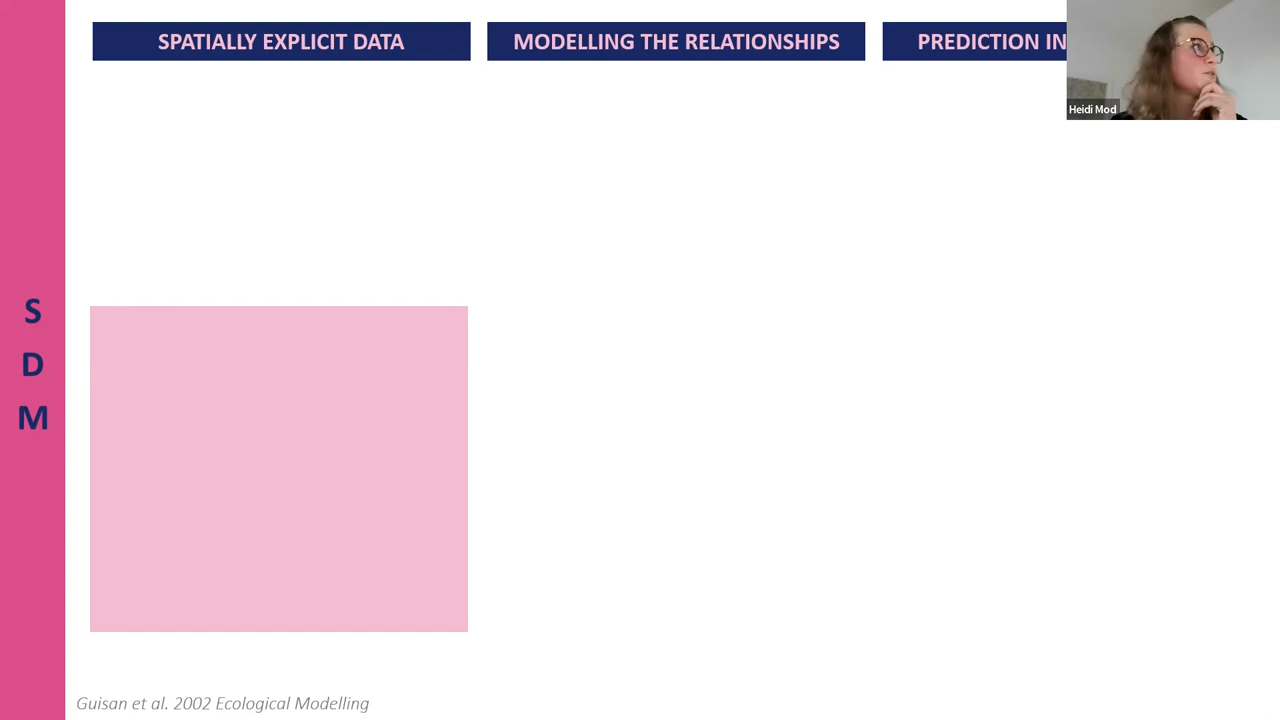 SPATIALLY EXPLICIT DATA
MODELLING THE RELATIONSHIPS
PREDICTION IN
Heidi Mod
S
D
M
Guisan et al. 2002 Ecological Modelling